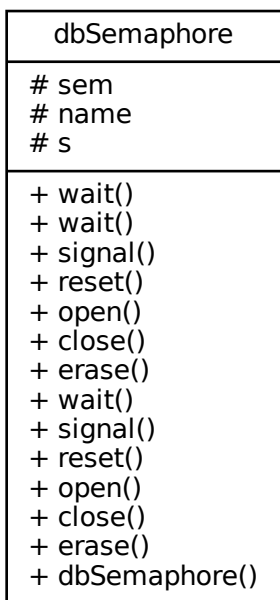 dbSemaphore
# sem
# name
# s
+ wait()
+ wait()
+ signal()
+ reset()
+ open()
+ close()
+ erase()
+ wait()
+ signal()
+ reset()
+ open()
+ close()
+ erase()
+ dbSemaphore()